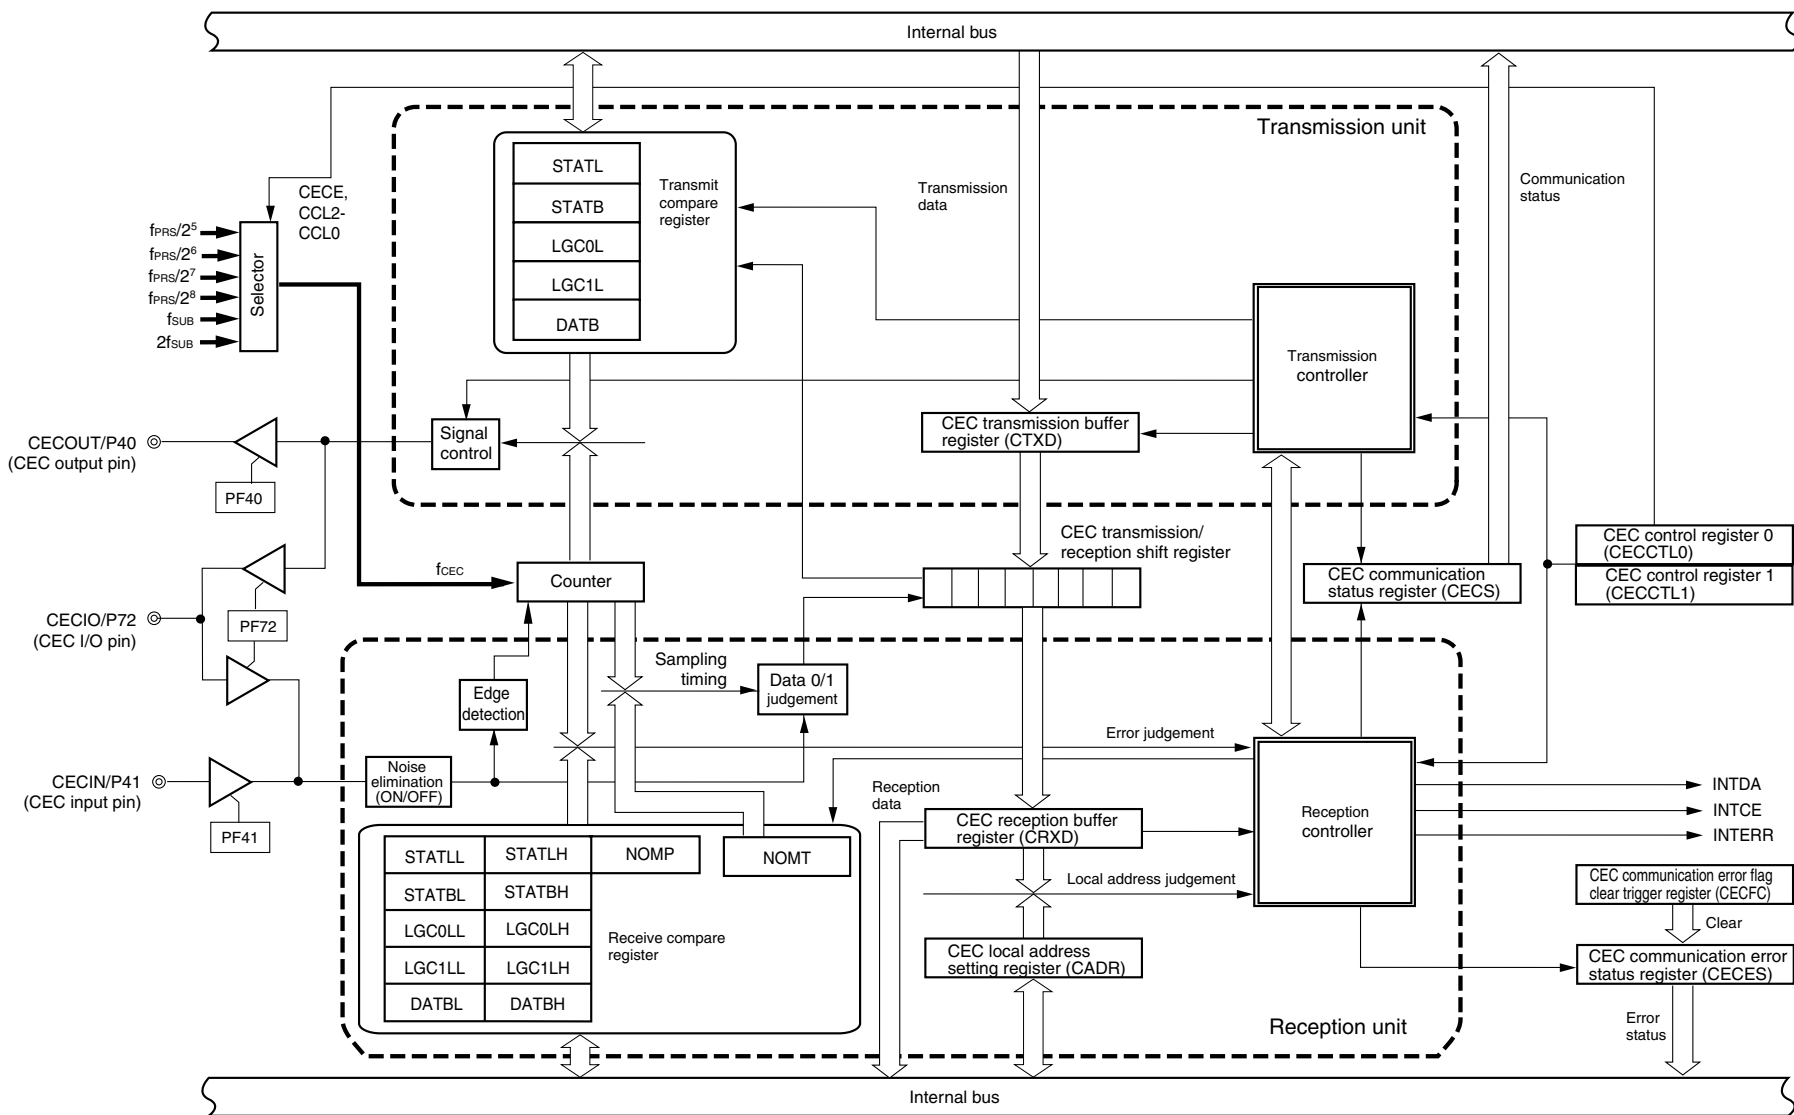 Internal bus
Transmission unit
STATL
STATB
LGC0L
LGC1L
DATB
Transmit
compare
register
Transmission
data
Communication
status
CECE,
CCL2-
CCL0
fPRS/2⁵
fPRS/2⁶
fPRS/2⁷
fPRS/2⁸
fSUB
2fSUB
Selector
Transmission
controller
CECOUT/P40
(CEC output pin)
PF40
Signal
control
CEC transmission buffer
register (CTXD)
CEC transmission/
reception shift register
CEC control register 0
(CECCTL0)
CEC control register 1
(CECCTL1)
CEC communication
status register (CECS)
fCEC
Counter
CECIO/P72
(CEC I/O pin)
PF72
Sampling
timing
Data 0/1
judgement
Edge
detection
Error judgement
CECIN/P41
(CEC input pin)
PF41
Noise
elimination
(ON/OFF)
Reception
data
CEC reception buffer
register (CRXD)
Reception
controller
INTDA
INTCE
INTERR
STATLL
STATLH
NOMP
NOMT
STATBL
STATBH
LGC0LL
LGC0LH
LGC1LL
LGC1LH
DATBL
DATBH
Receive compare
register
Local address judgement
CEC local address
setting register (CADR)
CEC communication error flag
clear trigger register (CECFC)
Clear
CEC communication error
status register (CECES)
Error
status
Reception unit
Internal bus